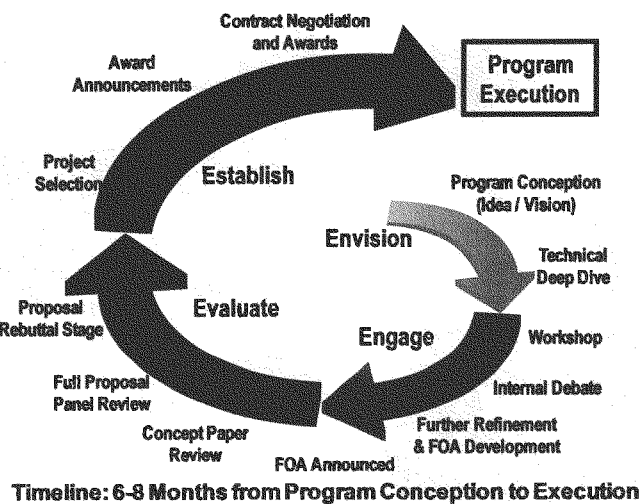 Contract Negotiation
and Awards
Award
Announcements
Program
Execution
Project
Selection
Establish
Program Conception
(Idea / Vision)
Envision
Technical
Deep Dive
Proposal
Rebuttal Stage
Evaluate
Engage
Workshop
Full Proposal
Panel Review
Internal Debate
Concept Paper
Review
Further Refinement
& FOA Development
FOA Announced
Timeline: 6-8 Months from Program Conception to Execution